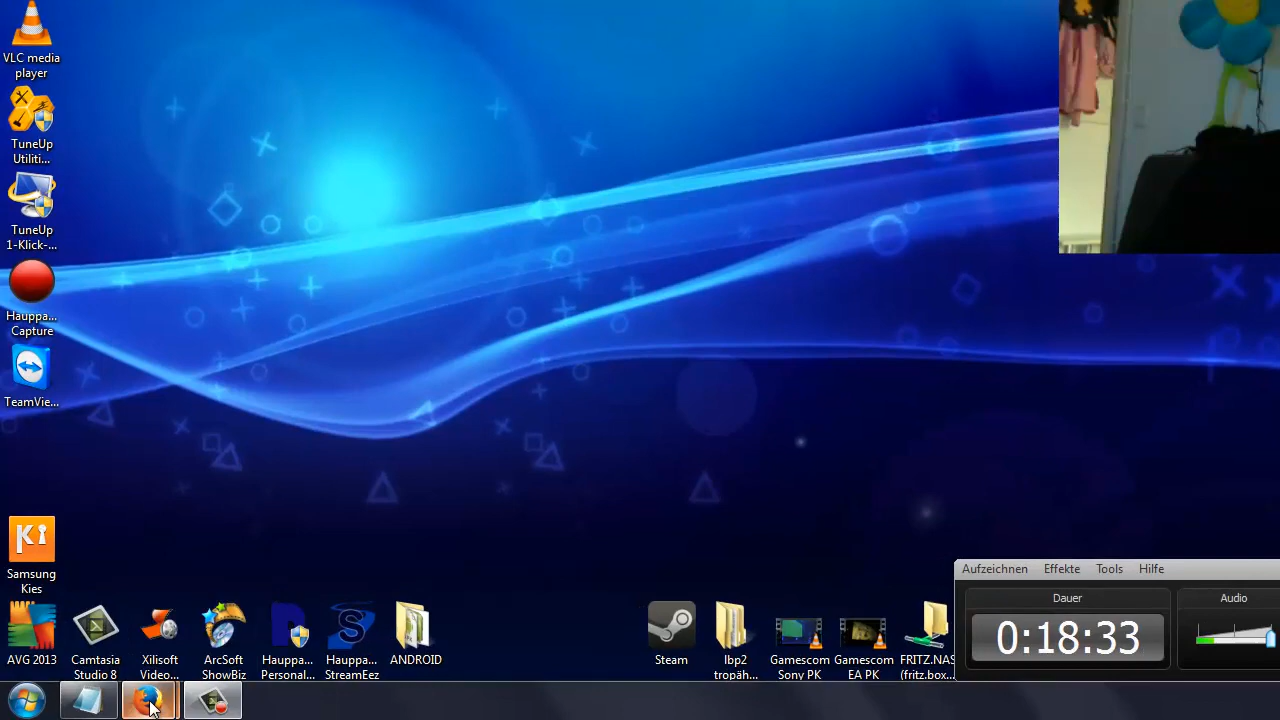 VLC media
player
TuneUp
Utiliti...
TuneUp
1-Klick-...
Hauppa...
Capture
TeamVie...
Ki
Samsung
Kies
AVG 2013
Camtasia
Studio 8
Xilisoft
Video...
ArcSoft
ShowBiz
Hauppa...
Personal...
Hauppa...
StreamEez
ANDROID
Steam
lbp2
tropäh...
Gamescom
Sony PK
Gamescom
EA PK
FRITZ.NAS
(fritz.box...
Aufzeichnen Effekte Tools Hilfe
Dauer
Audio
0:18:33